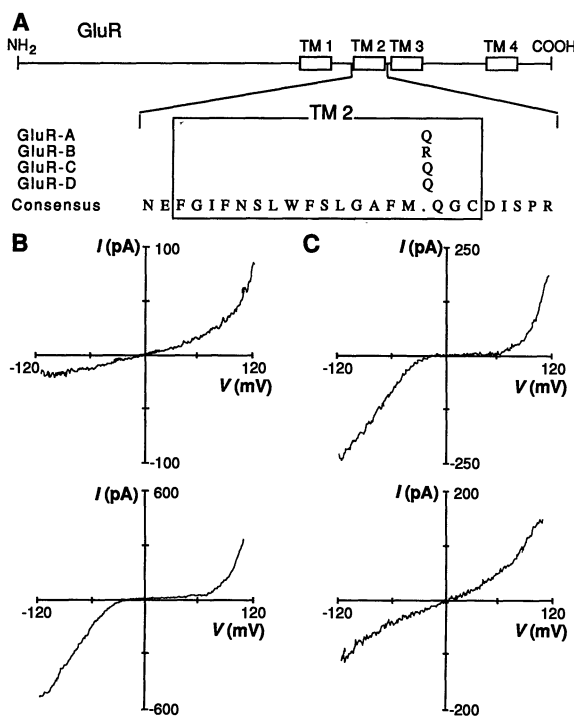 A
GluR
NH2
TM 1
TM 2
TM 3
TM 4
COOH
TM 2
GluR-A Q
GluR-B R
GluR-C Q
GluR-D Q
Consensus N E F G I F N S L W F S L G A F M . Q G C D I S P R
B
I (pA)
100
-120
120
V (mV)
-100
C
I (pA)
250
-120
120
V (mV)
-250
I (pA)
600
-120
120
V (mV)
-600
I (pA)
200
-120
120
V (mV)
-200